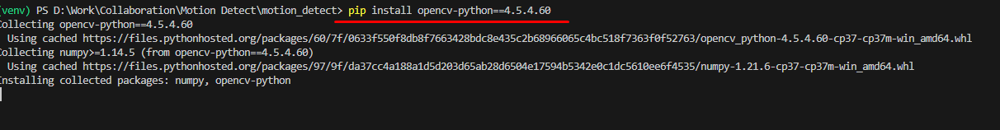 (venv) PS D:\Work\Collaboration\Motion Detect\motion_detect> pip install opencv-python==4.5.4.60
Collecting opencv-python==4.5.4.60
  Using cached https://files.pythonhosted.org/packages/60/7f/0633f550f8db8f7663428bdc8e435c2b68966065c4bc518f7363f0f52763/opencv_python-4.5.4.60-cp37-cp37m-win_amd64.whl
Collecting numpy>=1.14.5 (from opencv-python==4.5.4.60)
  Using cached https://files.pythonhosted.org/packages/97/9f/da37cc4a188a1d5d203d65ab28d6504e17594b5342e0c1dc5610ee6f4535/numpy-1.21.6-cp37-cp37m-win_amd64.whl
Installing collected packages: numpy, opencv-python